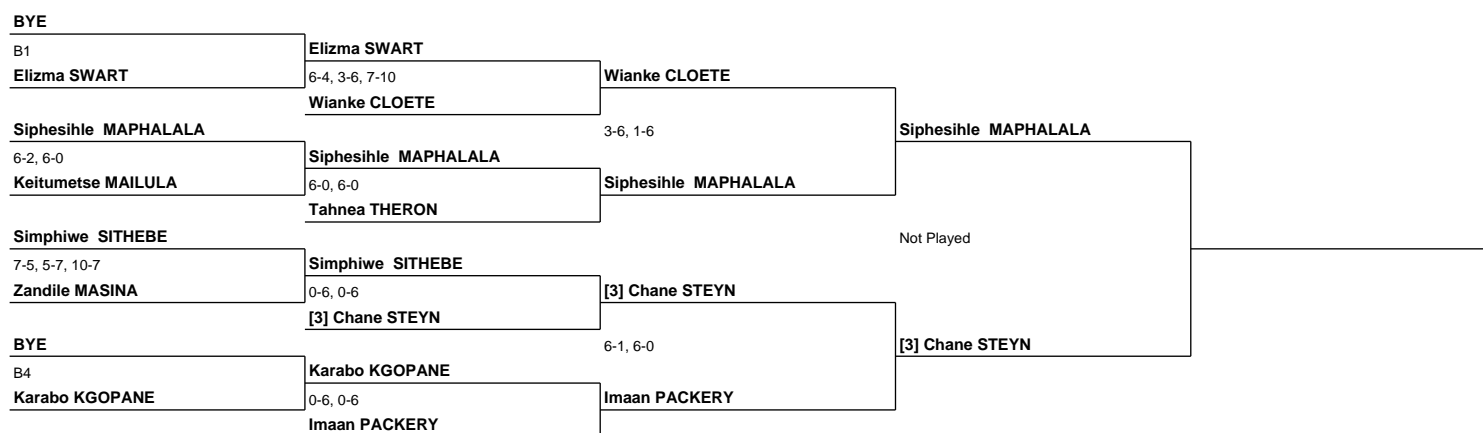 BYE
B1
Elizma SWART
Elizma SWART
6-4, 3-6, 7-10
Wianke CLOETE
Wianke CLOETE
Siphesihle MAPHALALA
6-2, 6-0
Keitumetse MAILULA
Siphesihle MAPHALALA
6-0, 6-0
Tahnea THERON
3-6, 1-6
Siphesihle MAPHALALA
Siphesihle MAPHALALA
Simphiwe SITHEBE
7-5, 5-7, 10-7
Zandile MASINA
Simphiwe SITHEBE
0-6, 0-6
[3] Chane STEYN
[3] Chane STEYN
Not Played
BYE
B4
Karabo KGOPANE
Karabo KGOPANE
0-6, 0-6
Imaan PACKERY
6-1, 6-0
Imaan PACKERY
[3] Chane STEYN